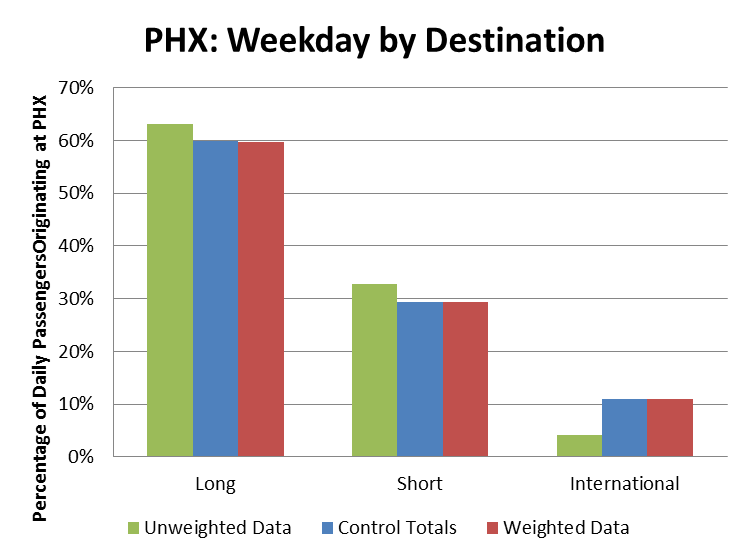 PHX: Weekday by Destination
Percentage of Daily PassengersOriginating at PHX
70%
60%
50%
40%
30%
20%
10%
0%
Long Short International
Unweighted Data Control Totals Weighted Data